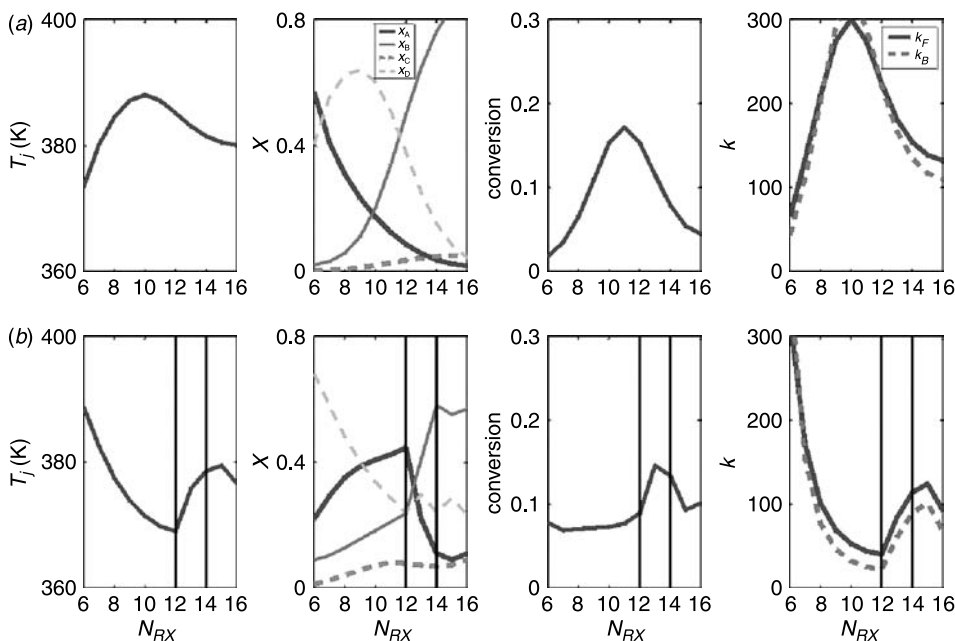 (a)
T_j (K)
400
380
360
6 8 10 12 14 16
X
0.8
0.4
0
x_A
x_B
x_C
x_D
6 8 10 12 14 16
conversion
0.3
0.2
0.1
0
6 8 10 12 14 16
k
300
200
100
0
k_F
k_B
6 8 10 12 14 16
(b)
T_j (K)
400
380
360
6 8 10 12 14 16
N_RX
X
0.8
0.4
0
6 8 10 12 14 16
N_RX
conversion
0.3
0.2
0.1
0
6 8 10 12 14 16
N_RX
k
300
200
100
0
6 8 10 12 14 16
N_RX